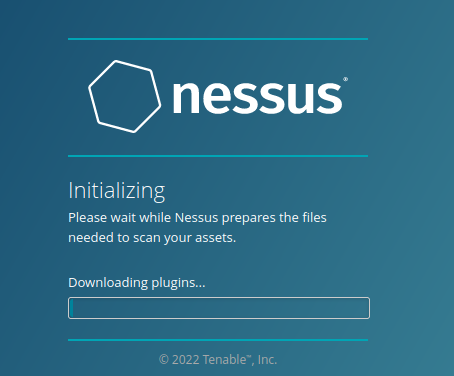 nessus®
Initializing
Please wait while Nessus prepares the files
needed to scan your assets.
Downloading plugins...
© 2022 Tenable™, Inc.